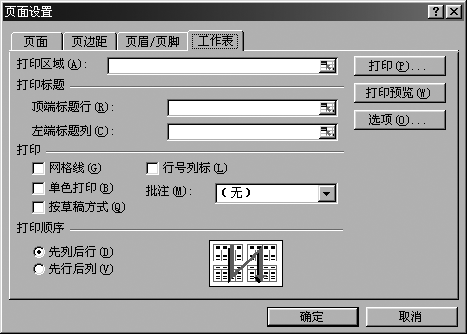 页面设置
页面 页边距 页眉/页脚 工作表
打印区域(A): 打印(P)...
打印标题 打印预览(W)
顶端标题行(R): 选项(O)...
左端标题列(C):
打印
网格线(G) 行号列标(L)
单色打印(B) 批注(M): (无)
按草稿方式(Q)
打印顺序
先列后行(D)
先行后列(V)
确定 取消